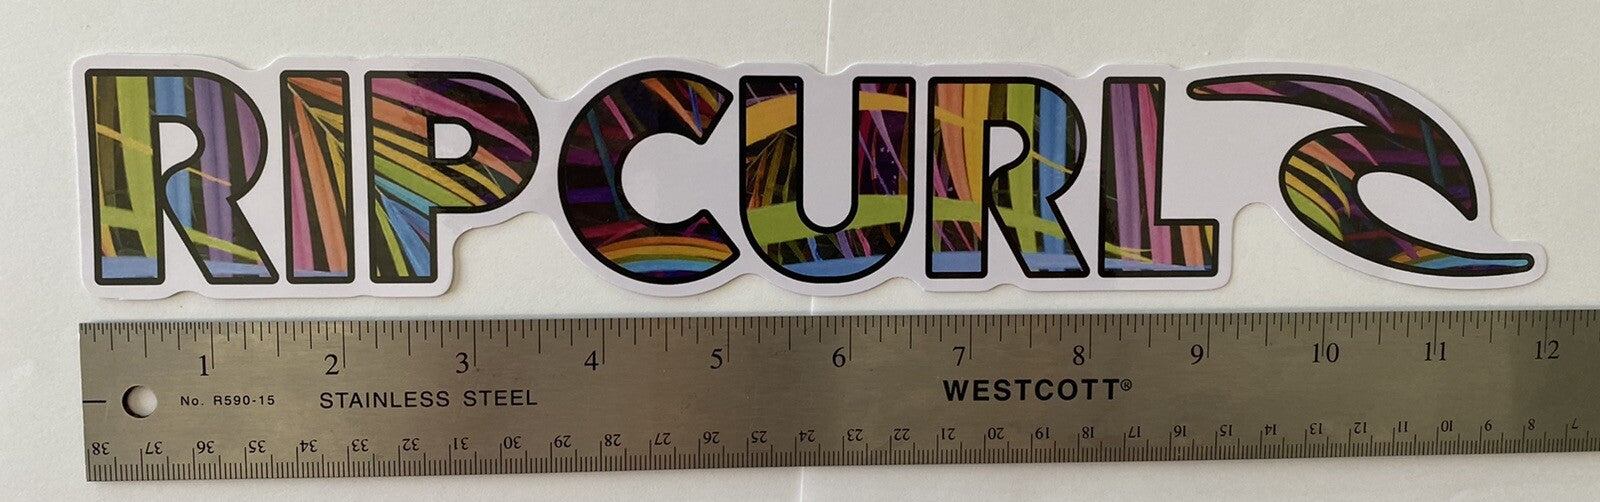 RIP CURL
1 2 3 4 5 6 7 8 9 10 11 12
No. R590-15 STAINLESS STEEL WESTCOTT®
38 37 36 35 34 33 32 31 30 29 28 27 26 25 24 23 22 21 20 19 18 17 16 15 14 13 12 11 10 9 8 7